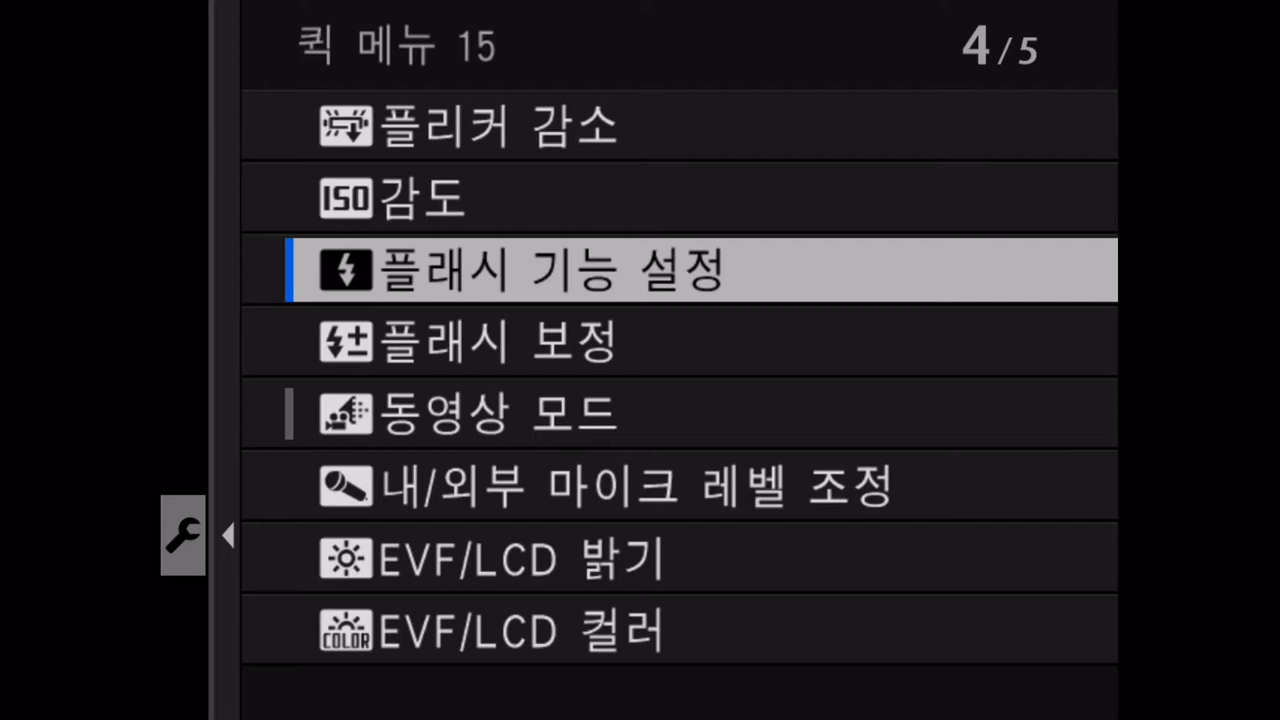 퀵 메뉴 15
4/5
플리커 감소
ISO 감도
플래시 기능 설정
플래시 보정
동영상 모드
내/외부 마이크 레벨 조정
EVF/LCD 밝기
COLOR EVF/LCD 컬러